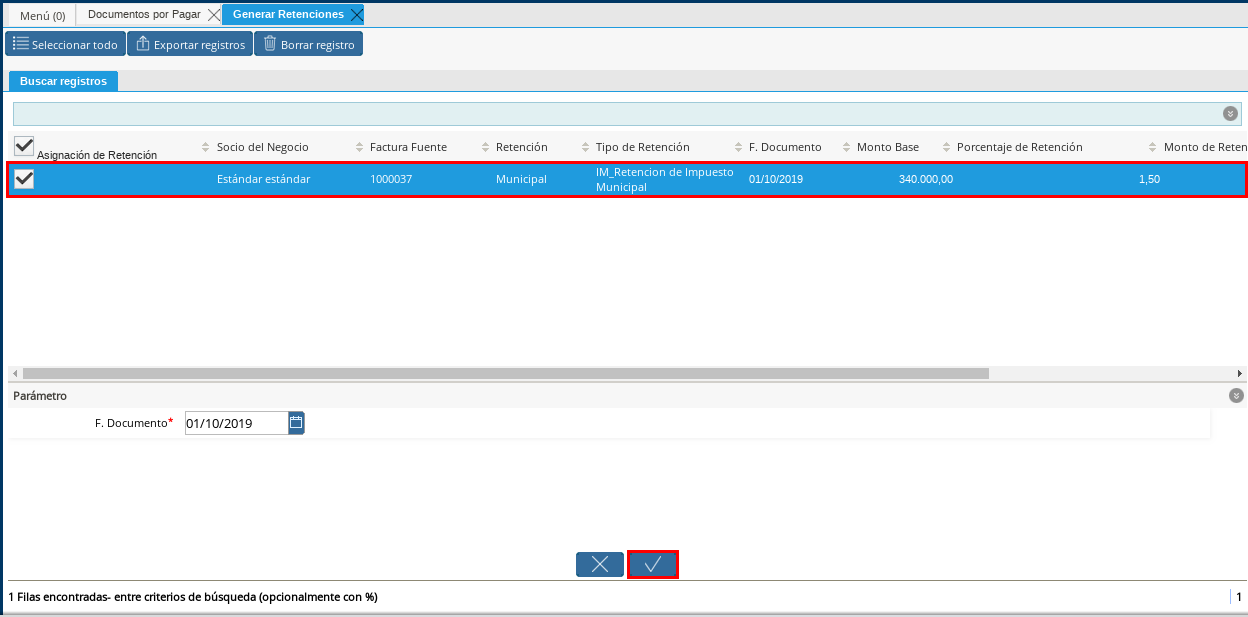 Menú (0)
Documentos por Pagar
Generar Retenciones
Seleccionar todo
Exportar registros
Borrar registro
Buscar registros
Asignación de Retención
Socio del Negocio
Factura Fuente
Retención
Tipo de Retención
F. Documento
Monto Base
Porcentaje de Retención
Monto de Reten
Estándar estándar
1000037
Municipal
IM_Retencion de Impuesto
Municipal
01/10/2019
340.000,00
1,50
Parámetro
F. Documento*
01/10/2019
1 Filas encontradas- entre criterios de búsqueda (opcionalmente con %)
1